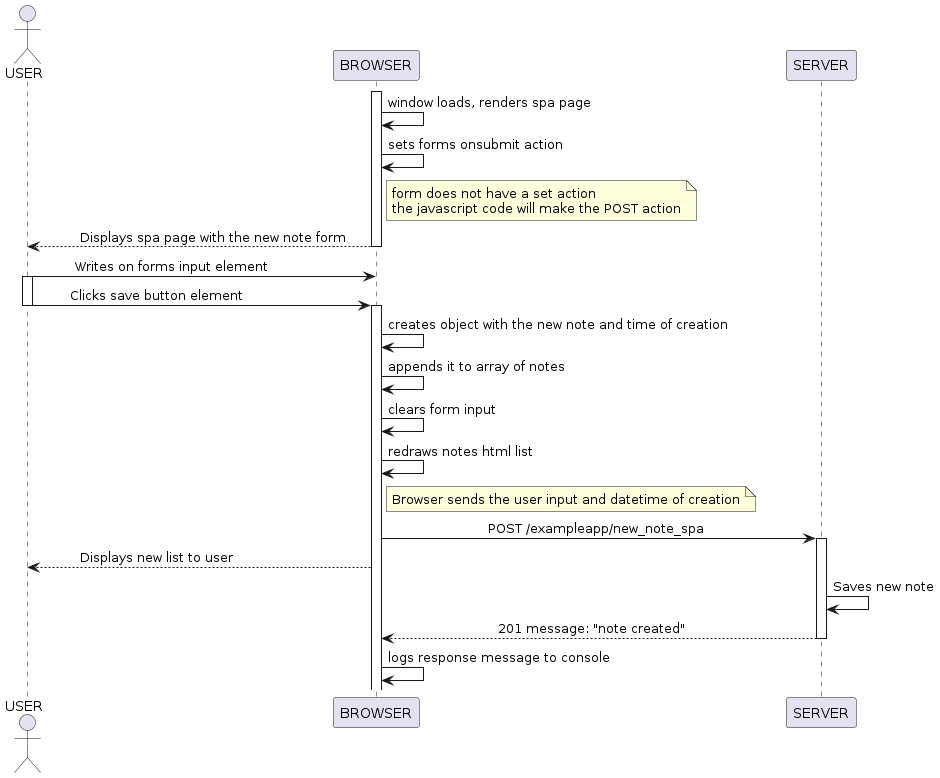 USER
BROWSER
SERVER
window loads, renders spa page
sets forms onsubmit action
form does not have a set action
the javascript code will make the POST action
Displays spa page with the new note form
Writes on forms input element
Clicks save button element
creates object with the new note and time of creation
appends it to array of notes
clears form input
redraws notes html list
Browser sends the user input and datetime of creation
POST /exampleapp/new_note_spa
Displays new list to user
Saves new note
201 message: "note created"
logs response message to console
USER
BROWSER
SERVER